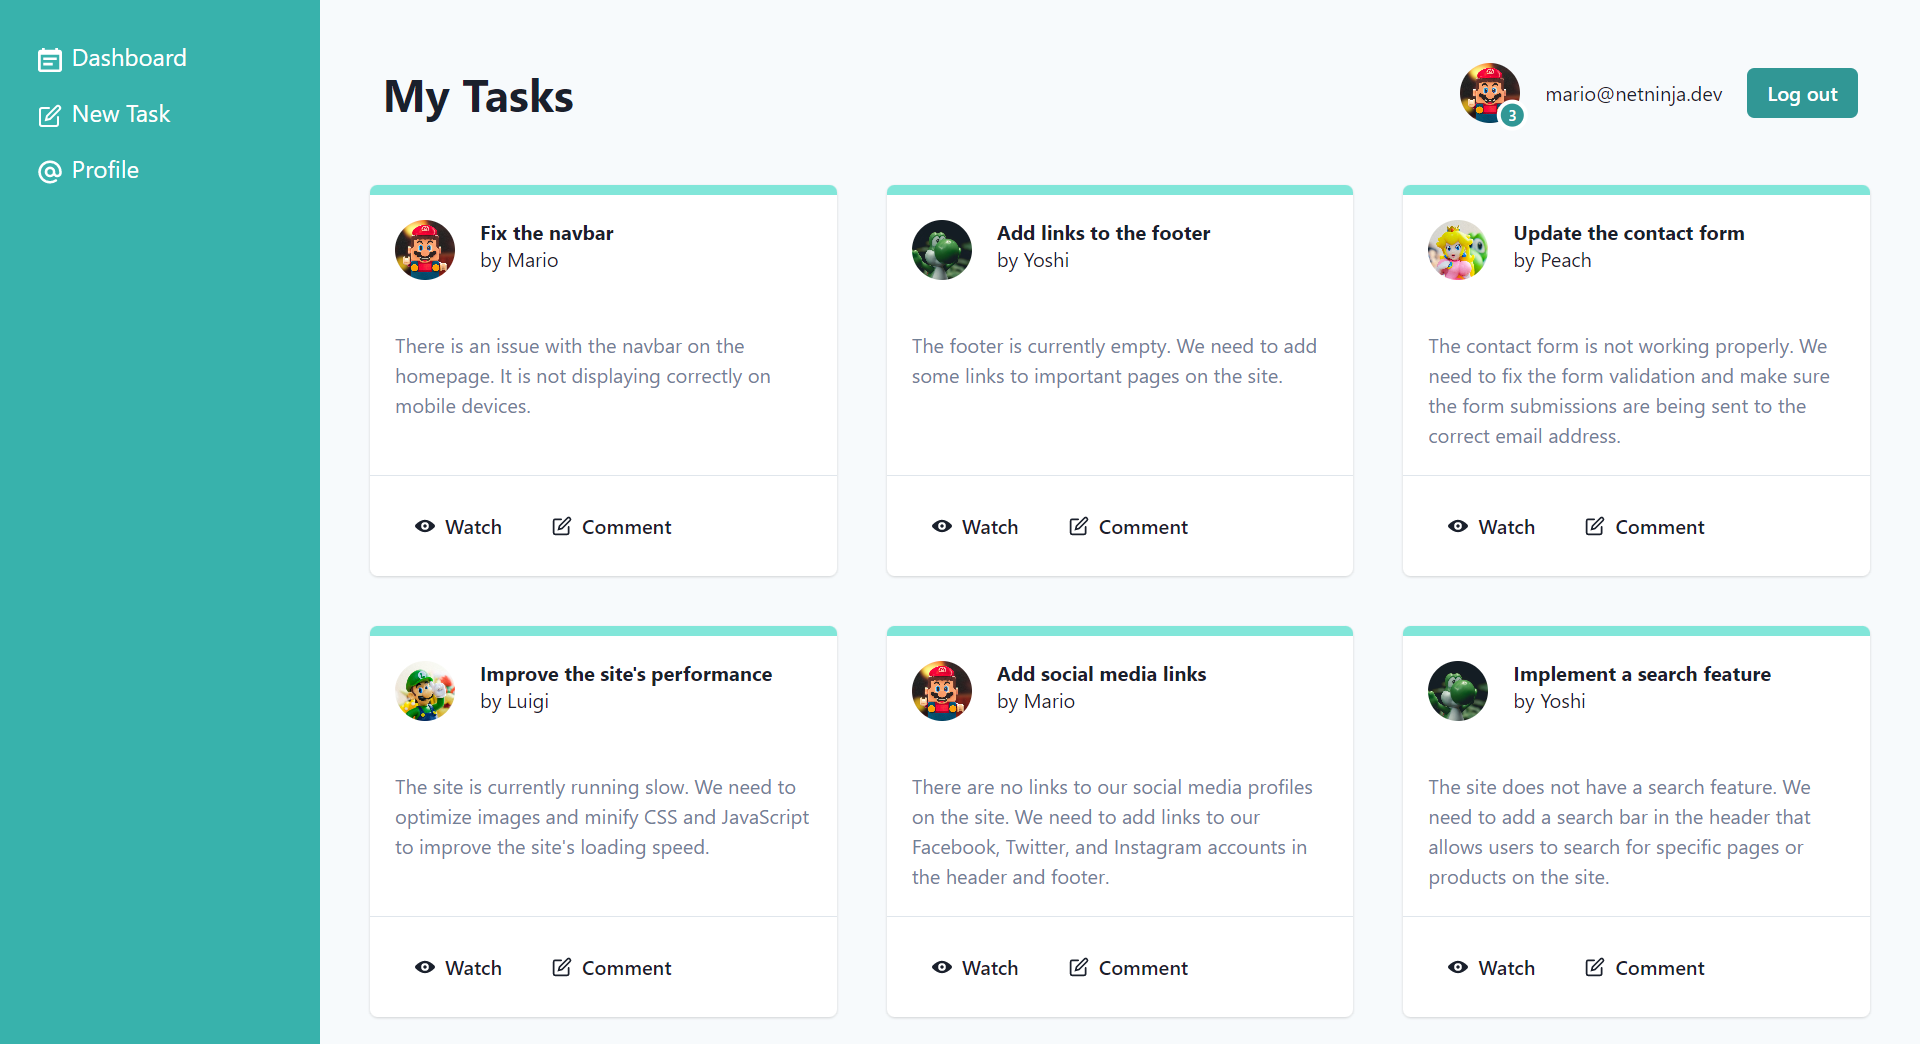 Dashboard
New Task
Profile
My Tasks
3
mario@netninja.dev
Log out
Fix the navbar
by Mario
There is an issue with the navbar on the
homepage. It is not displaying correctly on
mobile devices.
Watch
Comment
Add links to the footer
by Yoshi
The footer is currently empty. We need to add
some links to important pages on the site.
Watch
Comment
Update the contact form
by Peach
The contact form is not working properly. We
need to fix the form validation and make sure
the form submissions are being sent to the
correct email address.
Watch
Comment
Improve the site's performance
by Luigi
The site is currently running slow. We need to
optimize images and minify CSS and JavaScript
to improve the site's loading speed.
Watch
Comment
Add social media links
by Mario
There are no links to our social media profiles
on the site. We need to add links to our
Facebook, Twitter, and Instagram accounts in
the header and footer.
Watch
Comment
Implement a search feature
by Yoshi
The site does not have a search feature. We
need to add a search bar in the header that
allows users to search for specific pages or
products on the site.
Watch
Comment